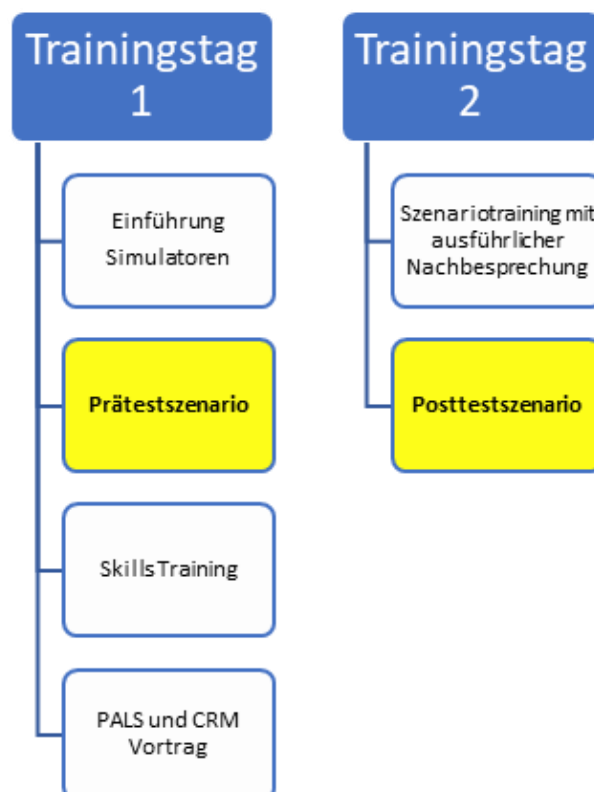 Trainingstag
1
Einführung
Simulatoren
Prätestszenario
Skills Training
PALS und CRM
Vortrag
Trainingstag
2
Szenariotraining mit
ausführlicher
Nachbesprechung
Posttestszenario